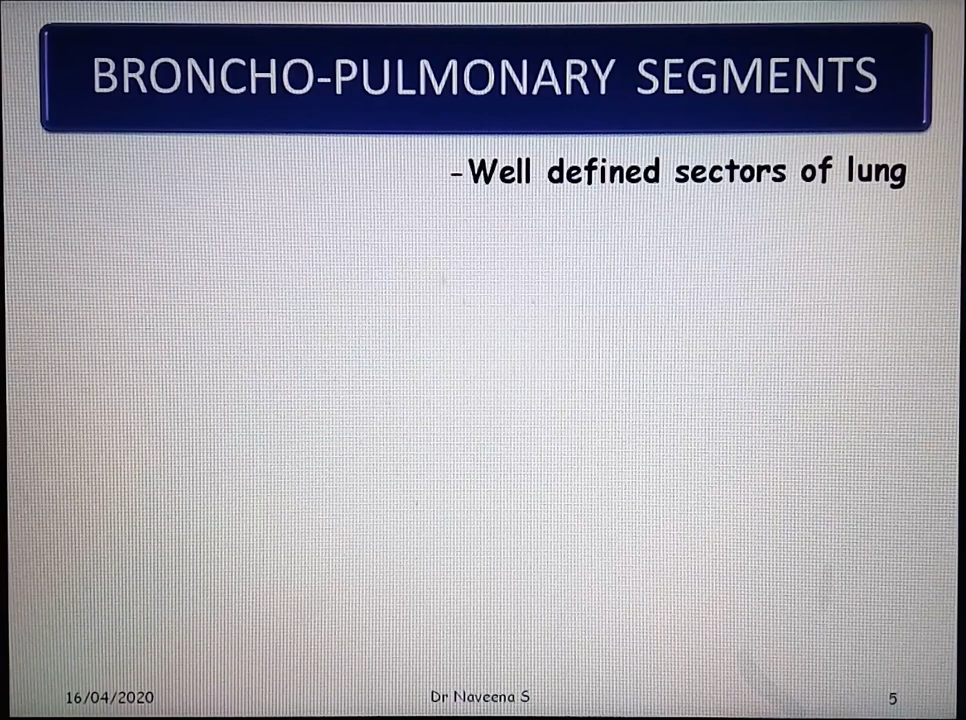 BRONCHO-PULMONARY SEGMENTS
-Well defined sectors of lung
16/04/2020
Dr Naveena S
5